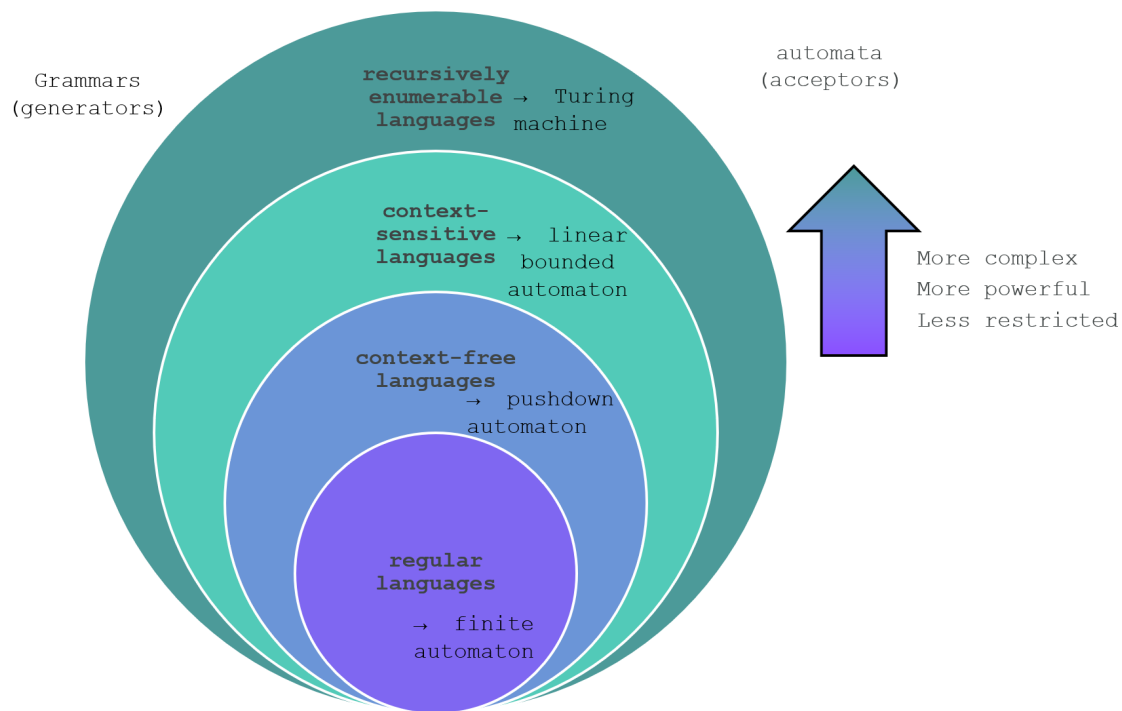 Grammars
(generators)
automata
(acceptors)
recursively
enumerable → Turing
languages machine
context-
sensitive → linear
languages bounded
automaton
context-free
languages
→ pushdown
automaton
regular
languages
→ finite
automaton
More complex
More powerful
Less restricted